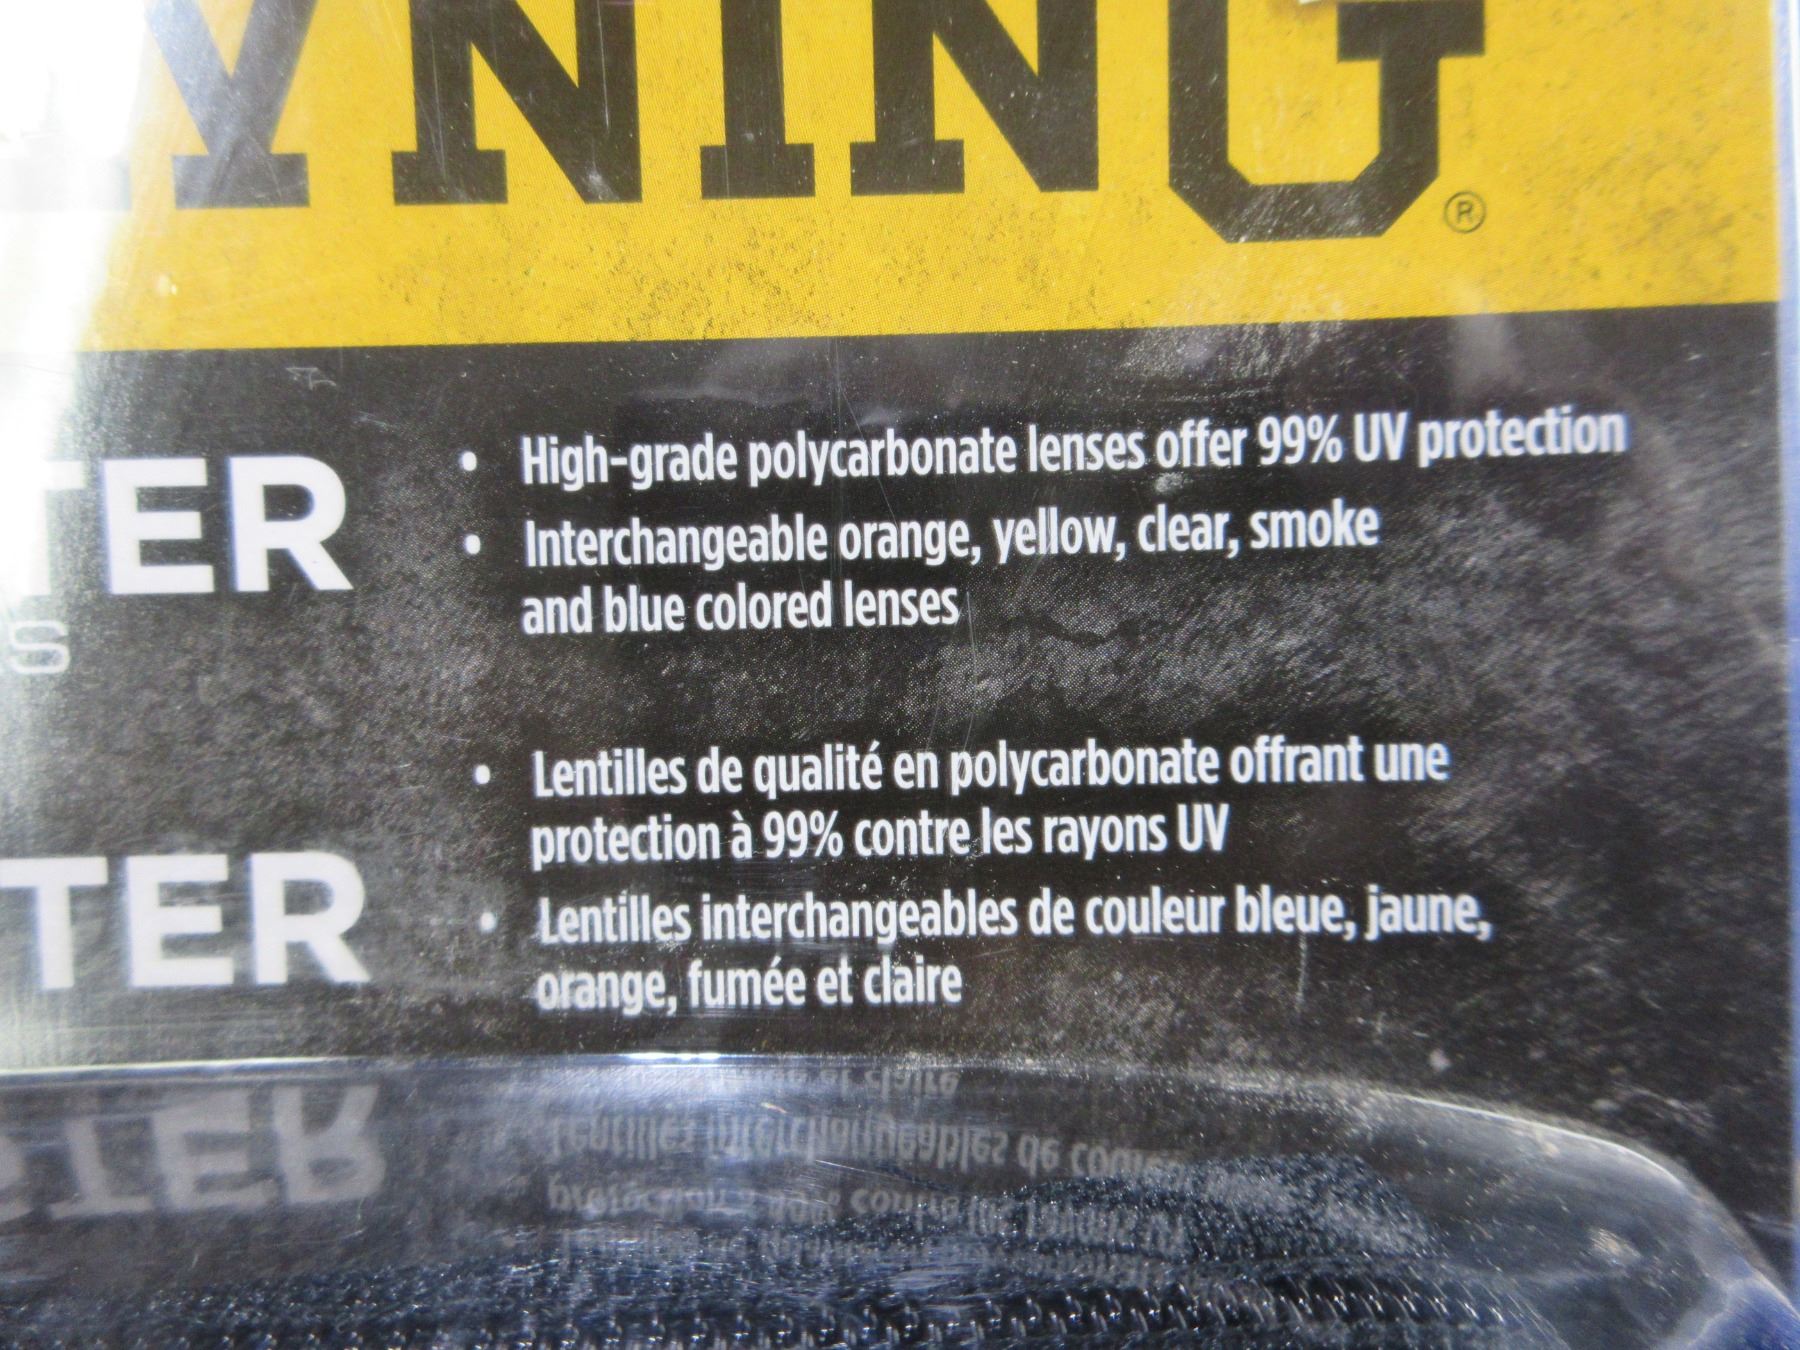 NING®
TER
S
• High-grade polycarbonate lenses offer 99% UV protection
• Interchangeable orange, yellow, clear, smoke
and blue colored lenses
TER
• Lentilles de qualité en polycarbonate offrant une
protection à 99% contre les rayons UV
• Lentilles interchangeables de couleur bleue, jaune,
orange, fumée et claire